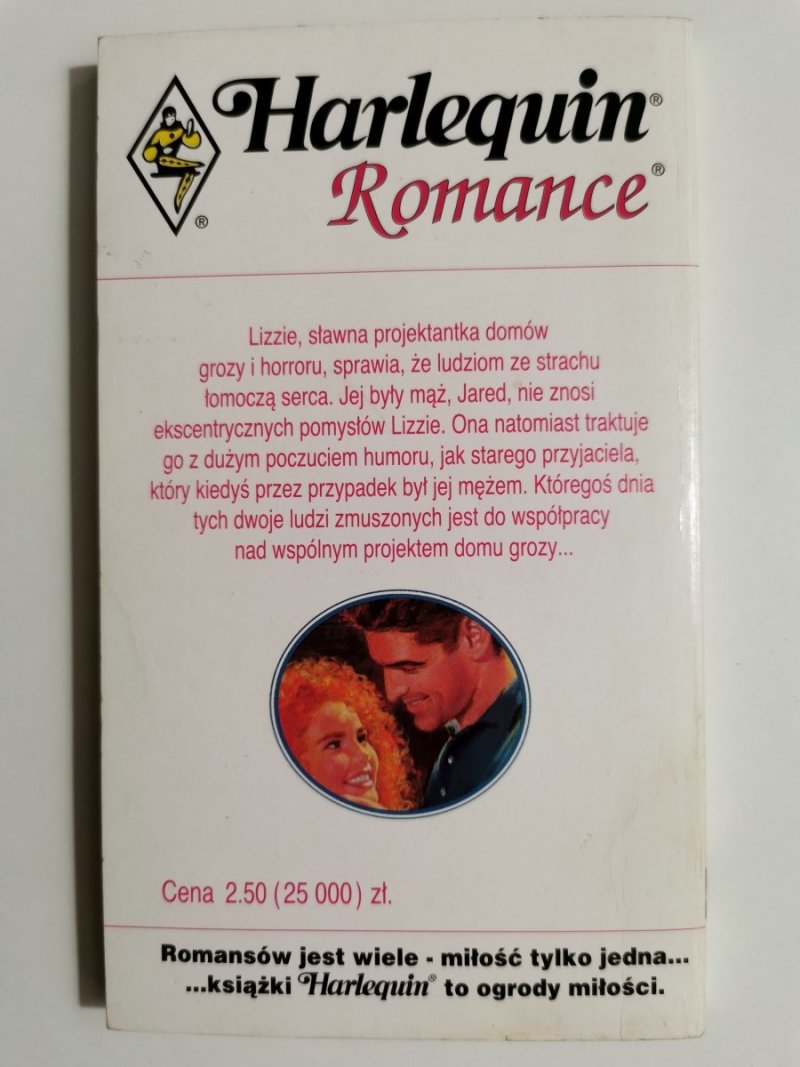 Harlequin®
Romance®
®
Lizzie, sławna projektantka domów
grozy i horroru, sprawia, że ludziom ze strachu
łomoczą serca. Jej były mąż, Jared, nie znosi
ekscentrycznych pomysłów Lizzie. Ona natomiast traktuje
go z dużym poczuciem humoru, jak starego przyjaciela,
który kiedyś przez przypadek był jej mężem. Któregoś dnia
tych dwoje ludzi zmuszonych jest do współpracy
nad wspólnym projektem domu grozy...
Cena 2.50 (25 000) zł.
Romansów jest wiele - miłość tylko jedna...
...książki Harlequin® to ogrody miłości.